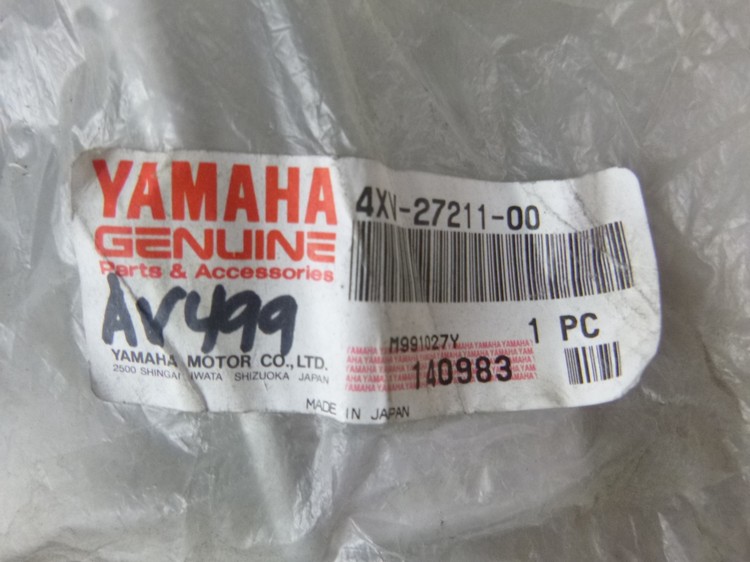 YAMAHA
GENUINE
Parts & Accessories
AV499
YAMAHA MOTOR CO., LTD.
2500 SHINGAI IWATA SHIZUOKA JAPAN
MADE IN JAPAN
4XV-27211-00
M991027Y
1 PC
140983